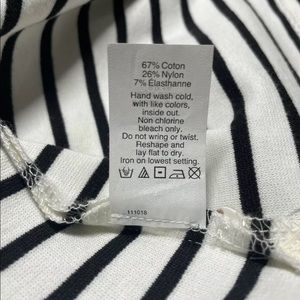 67% Coton
26% Nylon
7% Élasthanne
Hand wash cold,
with like colors,
inside out.
Non chlorine
bleach only.
Do not wring or twist.
Reshape and
lay flat to dry.
Iron on lowest setting.
111018